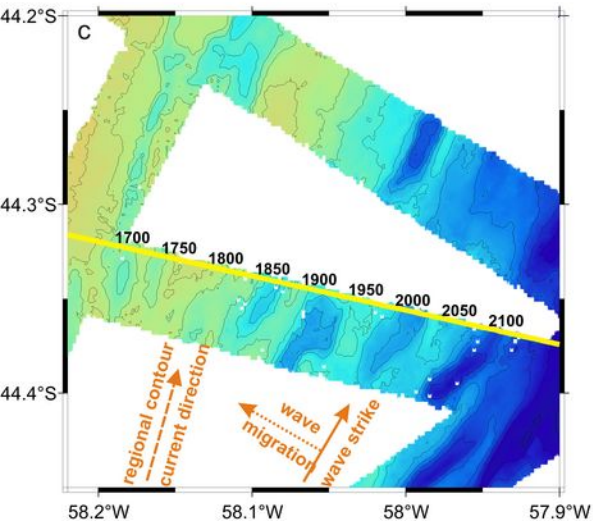 44.2°S
C
44.3°S
1700
1750
1800
1850
1900
1950
2000
2050
2100
44.4°S
regional contour
current direction
wave
migration
wave strike
58.2°W
58.1°W
58°W
57.9°W